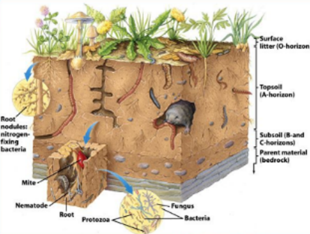 Surface
litter (O-horizon
Topsoil
(A-horizon)
Subsoil (B-and
C-horizons)
Parent material
(bedrock)
Root
nodules:
nitrogen-
fixing
bacteria
Mite
Nematode
Root
Protozoa
Fungus
Bacteria